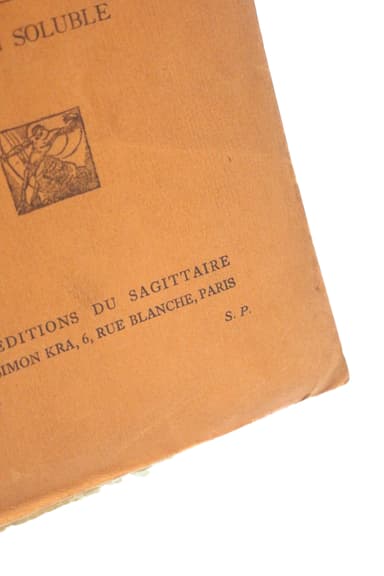 SOLUBLE
EDITIONS DU SAGITTAIRE
SIMON KRA, 6, RUE BLANCHE, PARIS
S. P.